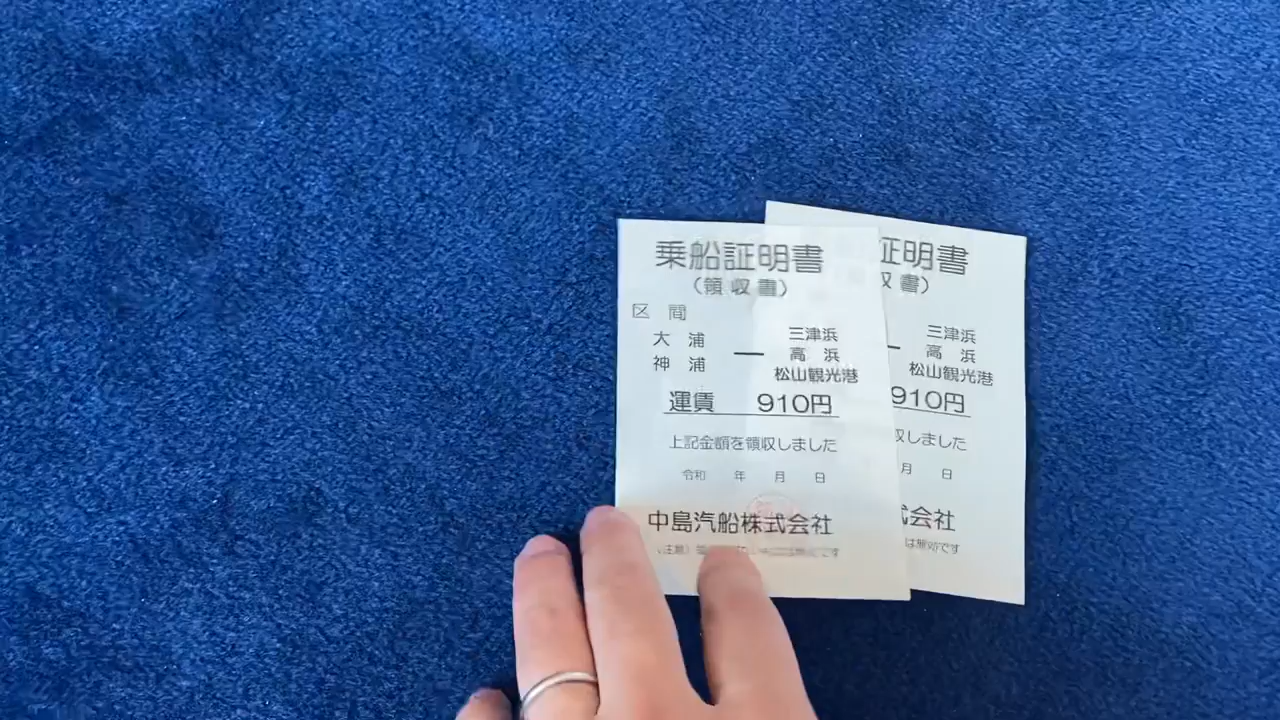 乗船証明書
(領収書)
区 間
大 浦
神 浦
ー
三津浜
高 浜
松山観光港
運賃 910円
上記金額を領収しました
令和 年 月 日
中島汽船株式会社
(注意)
証明書
収書)
三津浜
高 浜
松山観光港
910円
収しました
月 日
式会社
は無効です